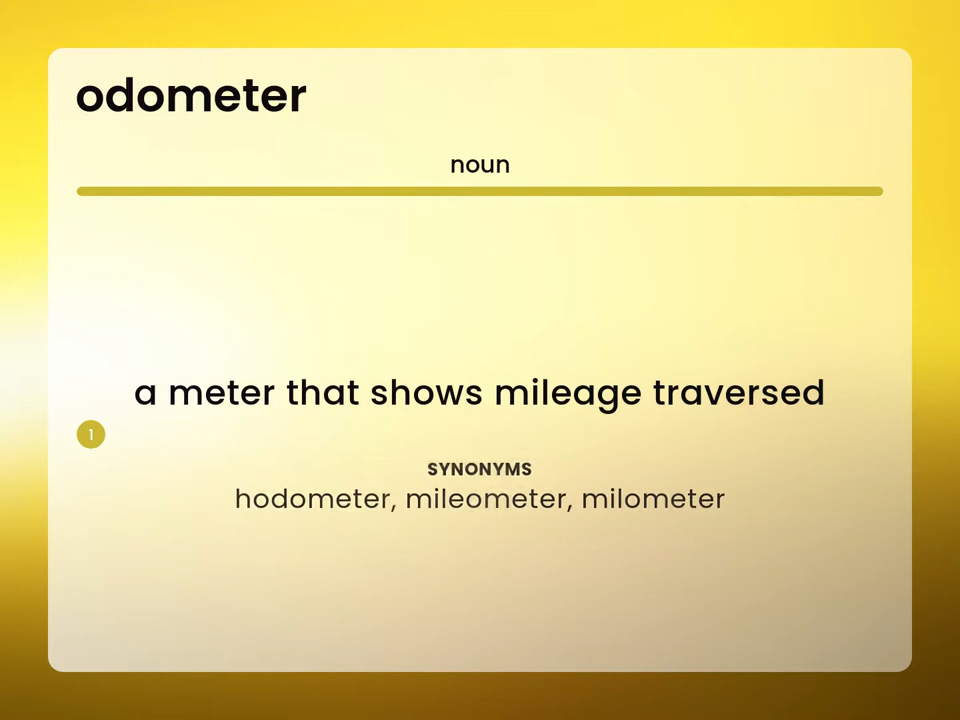 odometer
noun
a meter that shows mileage traversed
1
SYNONYMS
hodometer, mileometer, milometer